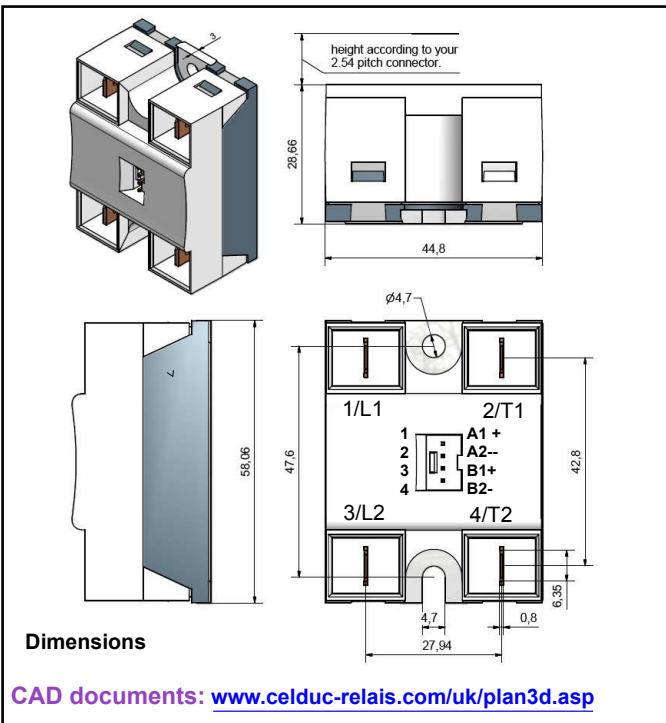 3
height according to your
2.54 pitch connector.
28,66
44,8
Ø4,7
1/L1 2/T1
1 A1 +
2 A2--
3 B1+
4 B2-
3/L2 4/T2
58,06
47,6
42,8
6,35
4,7
0,8
27,94
Dimensions
CAD documents: www.celduc-relais.com/uk/plan3d.asp